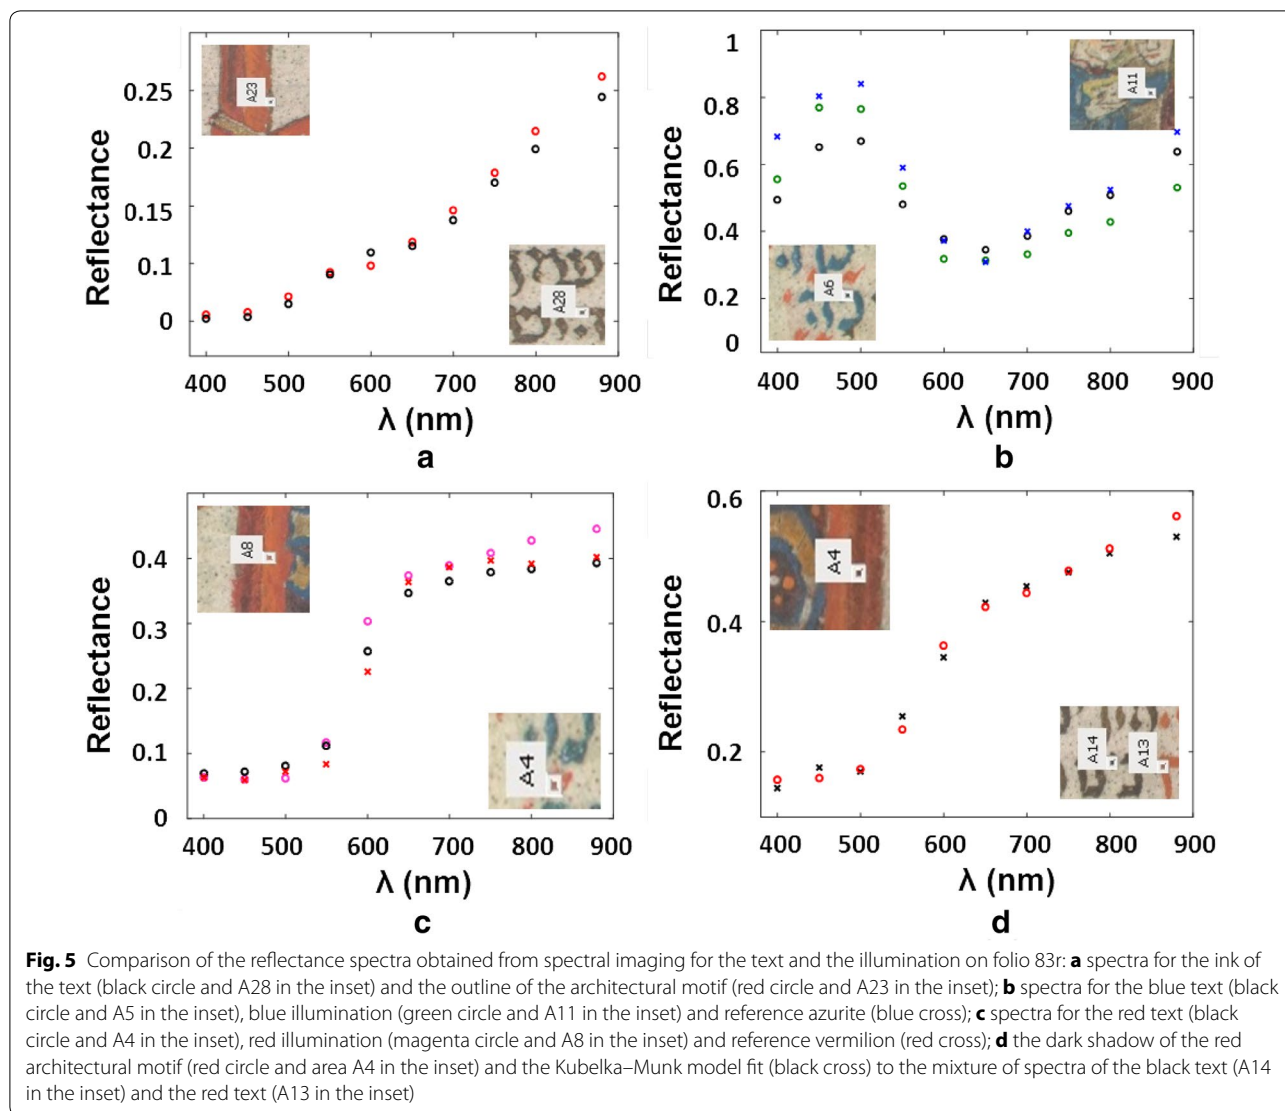 0.25
0.2
0.15
0.1
0
Reflectance
A23
A28
400 500 600 700 800 900
λ (nm)
a
1
0.8
0.6
0.4
0.2
0
Reflectance
A11
A6
400 500 600 700 800 900
λ (nm)
b
0.4
0.3
0.2
0.1
0
Reflectance
A8
A4
400 500 600 700 800 900
λ (nm)
c
0.6
0.4
0.2
Reflectance
A4
A14
A13
400 500 600 700 800 900
λ (nm)
d
Fig. 5 Comparison of the reflectance spectra obtained from spectral imaging for the text and the illumination on folio 83r: a spectra for the ink of
the text (black circle and A28 in the inset) and the outline of the architectural motif (red circle and A23 in the inset); b spectra for the blue text (black
circle and A5 in the inset), blue illumination (green circle and A11 in the inset) and reference azurite (blue cross); c spectra for the red text (black
circle and A4 in the inset), red illumination (magenta circle and A8 in the inset) and reference vermilion (red cross); d the dark shadow of the red
architectural motif (red circle and area A4 in the inset) and the Kubelka–Munk model fit (black cross) to the mixture of spectra of the black text (A14
in the inset) and the red text (A13 in the inset)